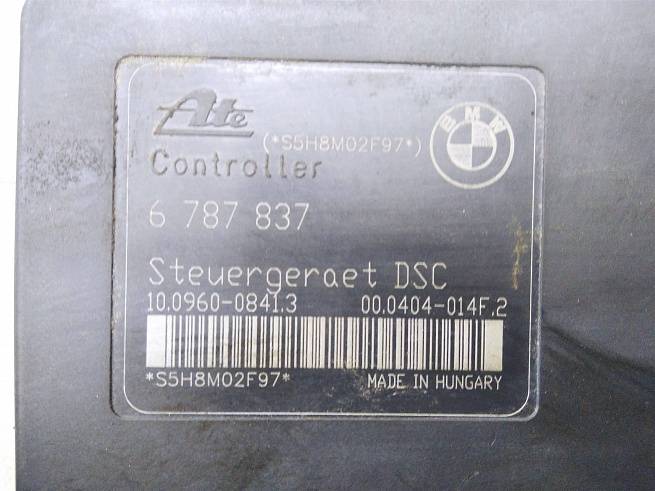 Ate
(*S5H8M02F97*)
BMW
Controller
6 787 837
Steuergeraet DSC
10.0960-0841.3 00.0404-014F.2
*S5H8M02F97*
MADE IN HUNGARY